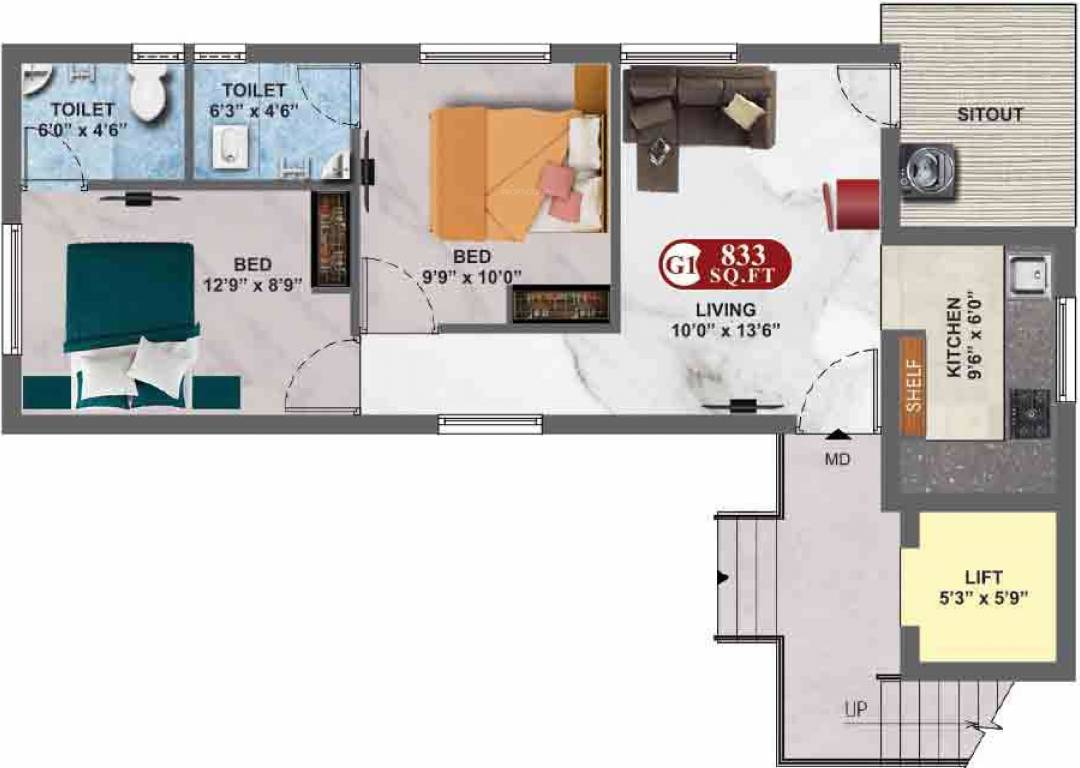 TOILET
6'0" x 4'6"
TOILET
6'3" x 4'6"
SITOUT
BED
12'9" x 8'9"
BED
9'9" x 10'0"
G1 833
SQ.FT
LIVING
10'0" x 13'6"
KITCHEN
9'6" x 6'0"
SHELF
MD
LIFT
5'3" x 5'9"
UP